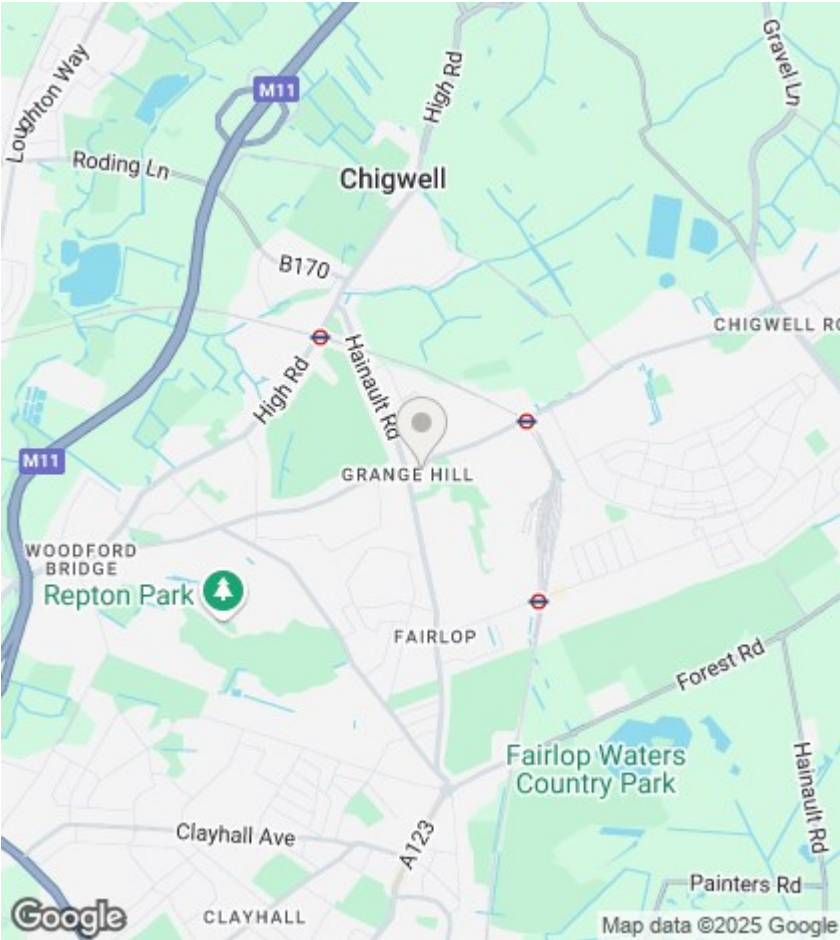 Loughton Way
M11
High Rd
Gravel Ln
Roding Ln
Chigwell
B170
CHIGWELL RO
High Rd
Hainault Rd
M11
GRANGE HILL
WOODFORD
BRIDGE
Repton Park
FAIRLOP
Forest Rd
Fairlop Waters
Country Park
Hainault Rd
Clayhall Ave
A123
Painters Rd
CLAYHALL
Google
Map data ©2025 Google